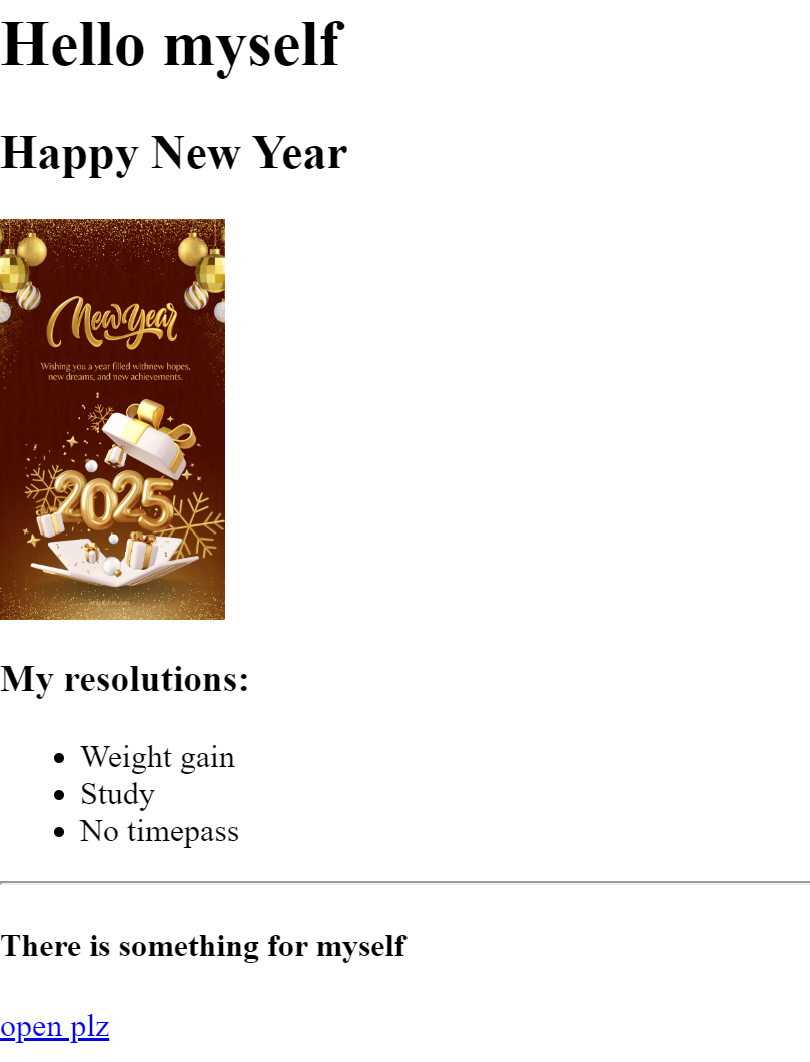 Hello myself
Happy New Year
New year
Wishing you a year filled withnew hopes,
new dreams, and new achievements.
2025
My resolutions:
Weight gain
Study
No timepass
There is something for myself
open plz